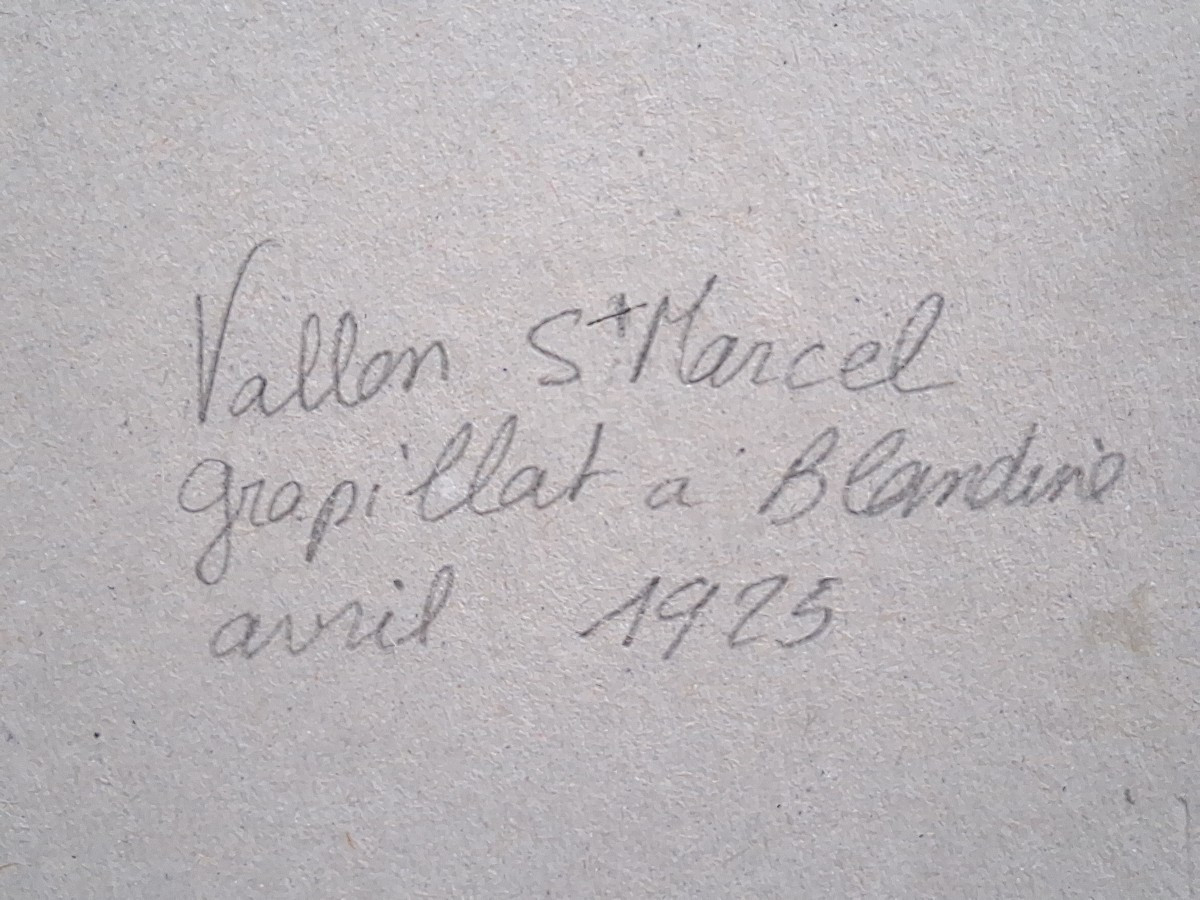 Vallon St Marcel
grapillat a Blandino
avril 1925